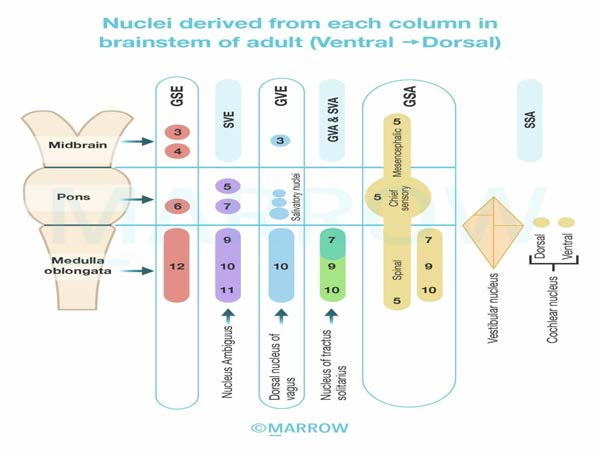 Nuclei derived from each column in
brainstem of adult (Ventral → Dorsal)
GSE
SVE
GVE
GVA & SVA
GSA
SSA
Midbrain
3
4
3
5
Mesencephalic
Pons
6
5
7
Salivatory nuclei
5
Chief
sensory
Medulla
oblongata
12
9
10
11
10
7
9
10
Spinal
5
7
9
10
Nucleus Ambiguus
Dorsal nucleus of
vagus
Nucleus of tractus
solitarius
Vestibular nucleus
Dorsal
Ventral
Cochlear nucleus
MARROW
©MARROW